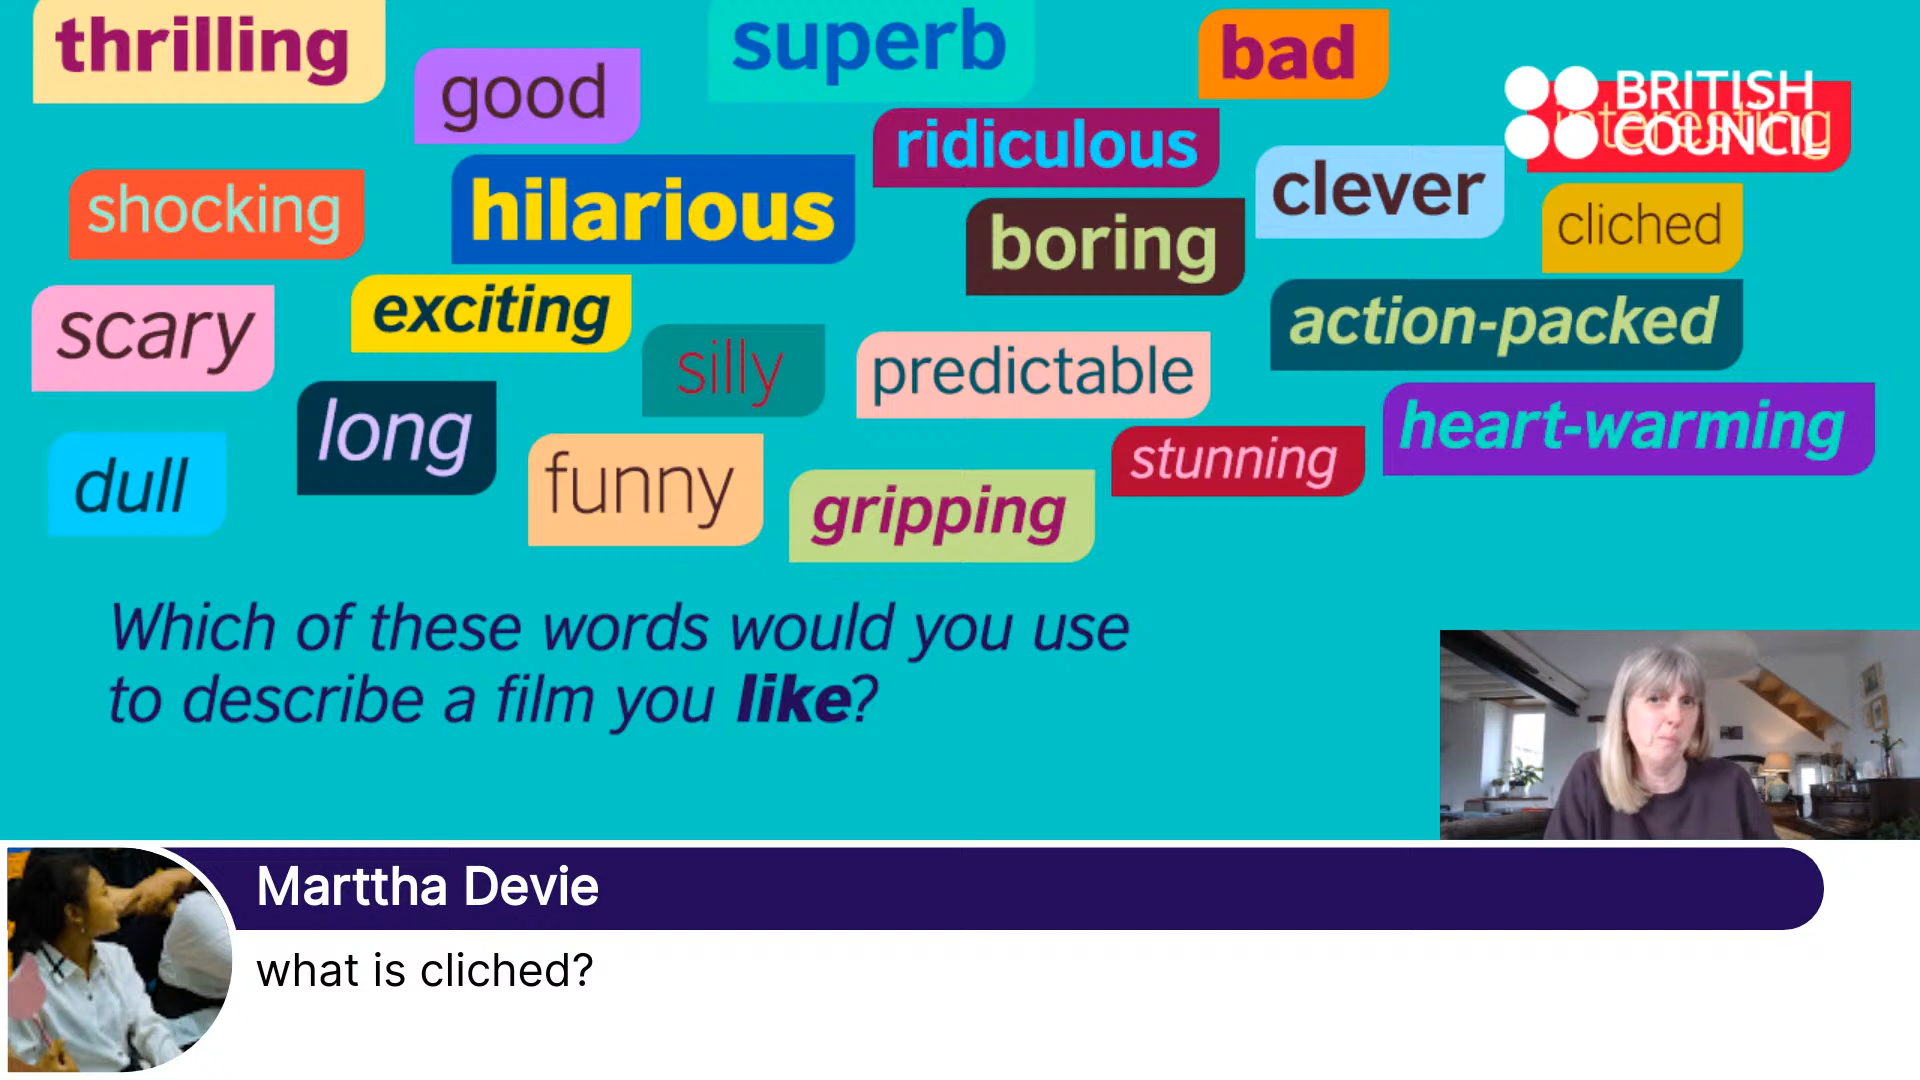 thrilling
good
superb
bad
BRITISH
COUNCIL
interesting
ridiculous
shocking
hilarious
clever
cliched
boring
scary
exciting
action-packed
silly
predictable
long
heart-warming
dull
funny
stunning
gripping
Which of these words would you use
to describe a film you like?
Marttha Devie
what is cliched?